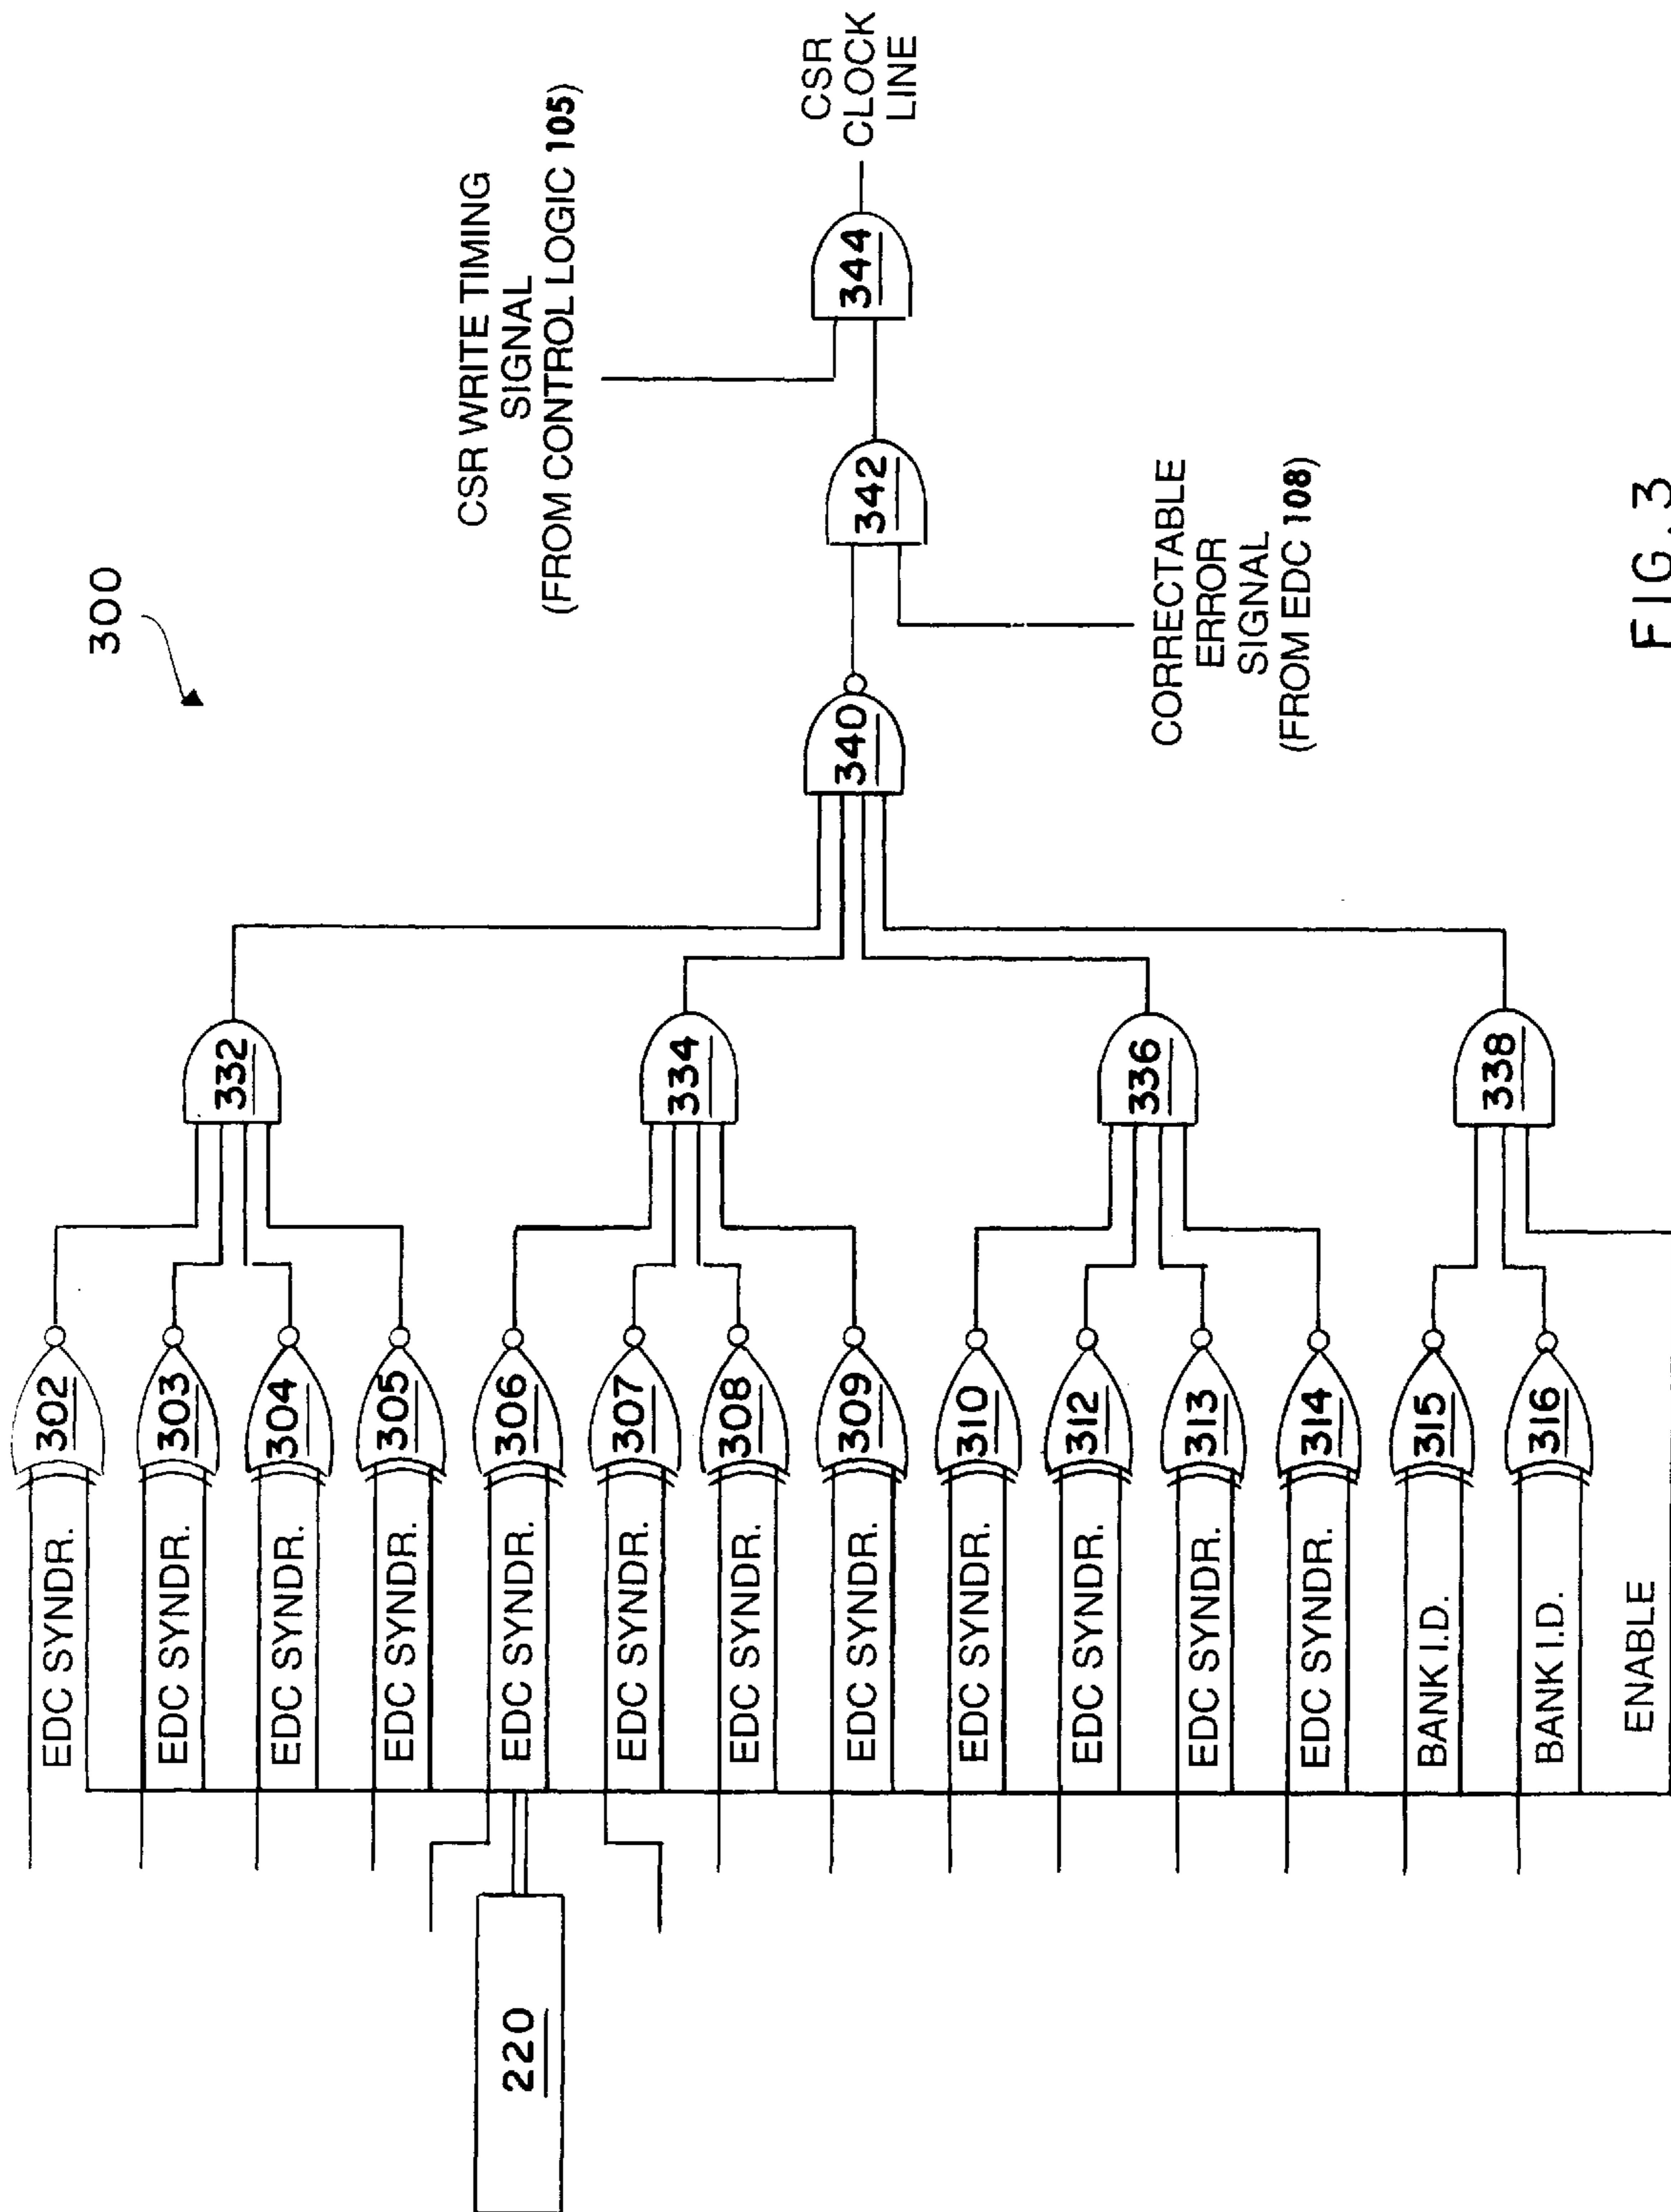 300
CSR WRITE TIMING
SIGNAL
(FROM CONTROL LOGIC 105)
CSR
CLOCK
LINE
344
342
340
CORRECTABLE
ERROR
SIGNAL
(FROM EDC 108)
332
334
336
338
302
303
304
305
306
307
308
309
310
312
313
314
315
316
EDC SYNDR.
EDC SYNDR.
EDC SYNDR.
EDC SYNDR.
EDC SYNDR.
EDC SYNDR.
EDC SYNDR.
EDC SYNDR.
EDC SYNDR.
EDC SYNDR.
EDC SYNDR.
EDC SYNDR.
BANK I.D.
BANK I.D.
ENABLE
220
FIG. 3